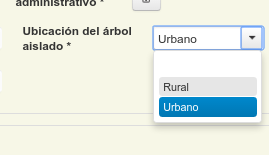 administrativo *
Ubicación del árbol Urbano
aislado *
Rural
Urbano